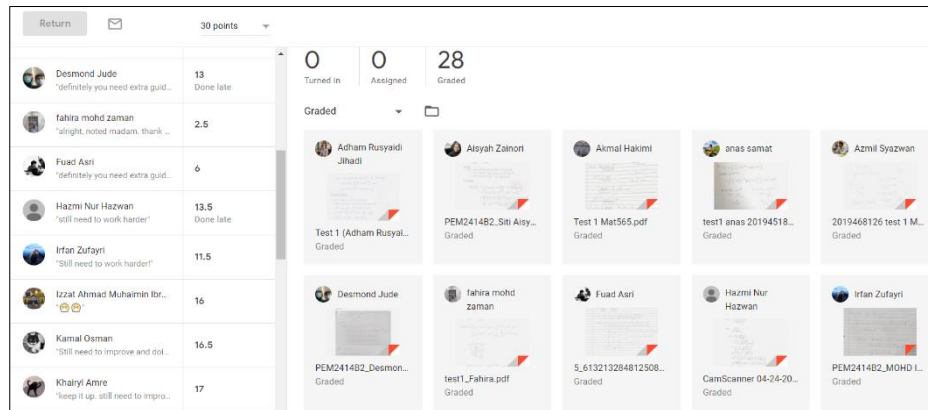 Return
30 points
Desmond Jude
"definitely you need extra guid...
13
Done late
fahira mohd zaman
"alright, noted madam. thank ...
2.5
Fuad Asri
"definitely you need extra guid...
6
Hazmi Nur Hazwan
"still need to work harder"
13.5
Done late
Irfan Zufayri
"Still need to work harder!"
11.5
Izzat Ahmad Muhaimin Ibr...
"😁😁"
16
Kamal Osman
"Still need to improve and doi...
16.5
Khairyl Amre
"keep it up. still need to impro...
17
0
Turned in
0
Assigned
28
Graded
Graded
Adham Rusyaidi
Jihadi
Test 1 (Adham Rusyai...
Graded
Aisyah Zainori
PEM2414B2_Siti Aisy...
Graded
Akmal Hakimi
Test 1 Mat565.pdf
Graded
anas samat
test1 anas 20194518...
Graded
Azmil Syazwan
2019468126 test 1 M...
Graded
Desmond Jude
PEM2414B2_Desmon...
Graded
fahira mohd
zaman
test1_Fahira.pdf
Graded
Fuad Asri
5_613213284812508...
Graded
Hazmi Nur
Hazwan
CamScanner 04-24-20...
Graded
Irfan Zufayri
PEM2414B2_MOHD I...
Graded